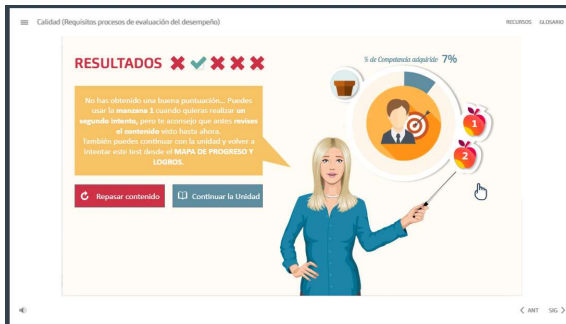 Calidad (Requisitos procesos de evaluación del desempeño)
RECURSOS GLOSARIO
RESULTADOS
% de Competencia adquirido 7%
No has obtenido una buena puntuación... Puedes
usar la manzana 1 cuando quieras realizar un
segundo intento, pero te aconsejo que antes revises
el contenido visto hasta ahora.
También puedes continuar con la unidad y volver a
intentar este test desde el MAPA DE PROGRESO Y
LOGROS.
1
2
Repasar contenido
Continuar la Unidad
ANT SIG